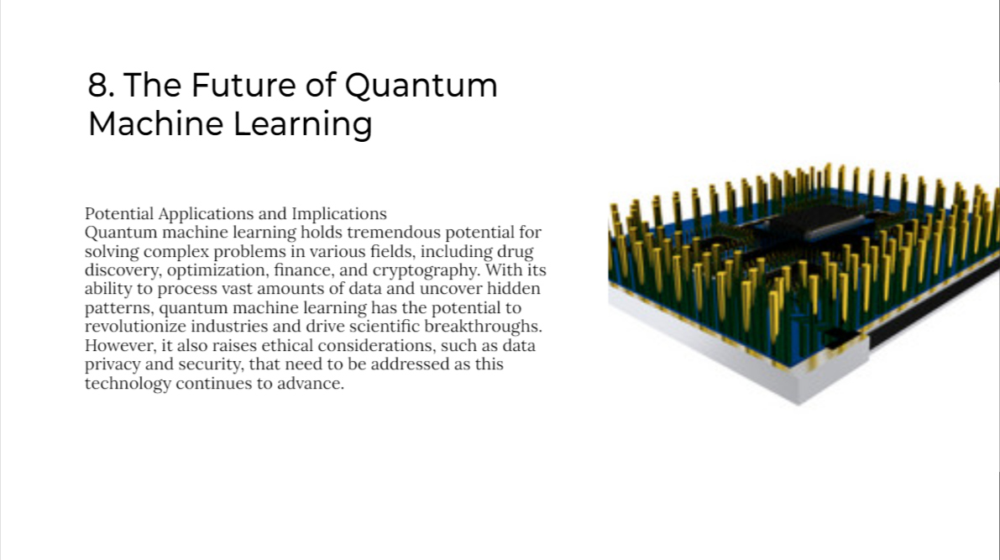 8. The Future of Quantum
Machine Learning
Potential Applications and Implications
Quantum machine learning holds tremendous potential for
solving complex problems in various fields, including drug
discovery, optimization, finance, and cryptography. With its
ability to process vast amounts of data and uncover hidden
patterns, quantum machine learning has the potential to
revolutionize industries and drive scientific breakthroughs.
However, it also raises ethical considerations, such as data
privacy and security, that need to be addressed as this
technology continues to advance.